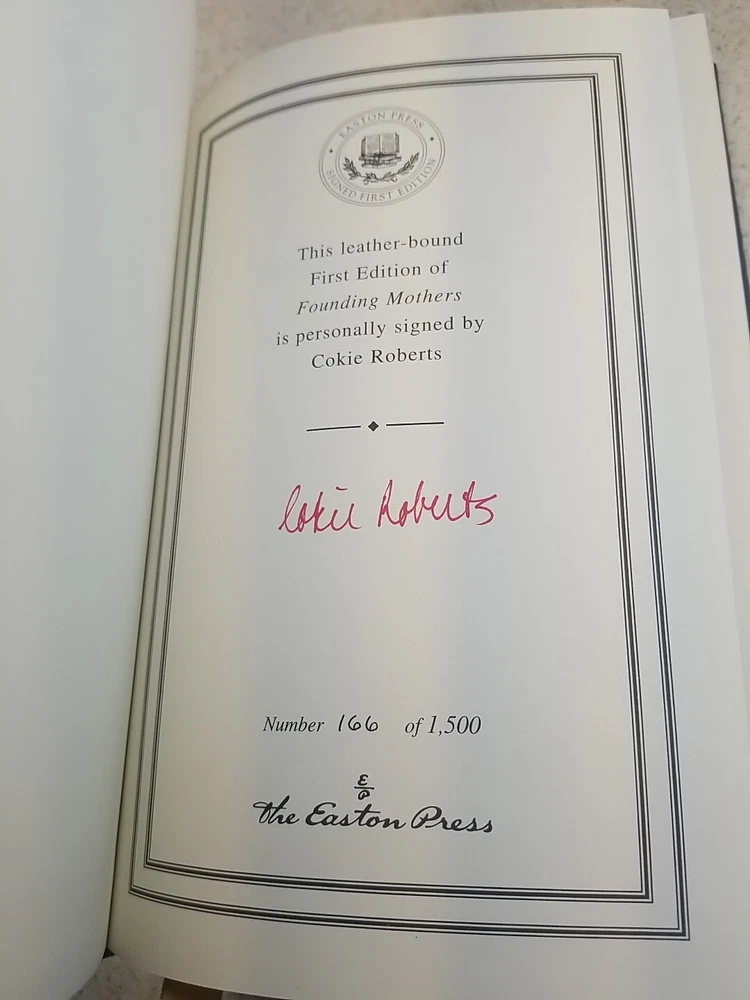 EASTON PRESS
SIGNED FIRST EDITION
This leather-bound
First Edition of
Founding Mothers
is personally signed by
Cokie Roberts
Cokie Roberts
Number 166 of 1,500
E
P
The Easton Press